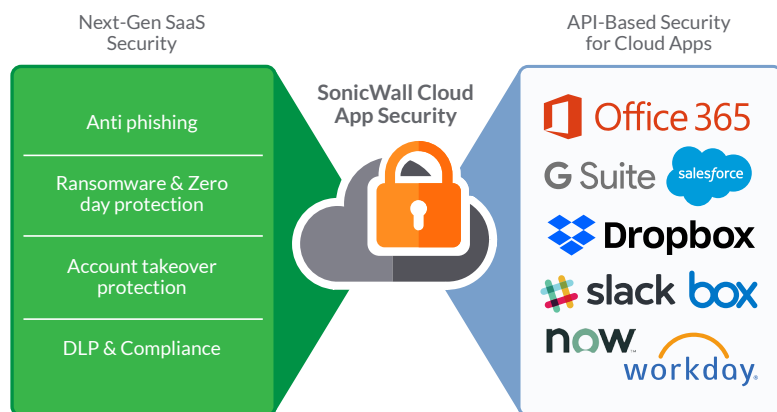 Next-Gen SaaS
Security
Anti phishing
Ransomware & Zero
day protection
Account takeover
protection
DLP & Compliance
SonicWall Cloud
App Security
API-Based Security
for Cloud Apps
Office 365
G Suite
salesforce
Dropbox
slack
box
now™
workday®